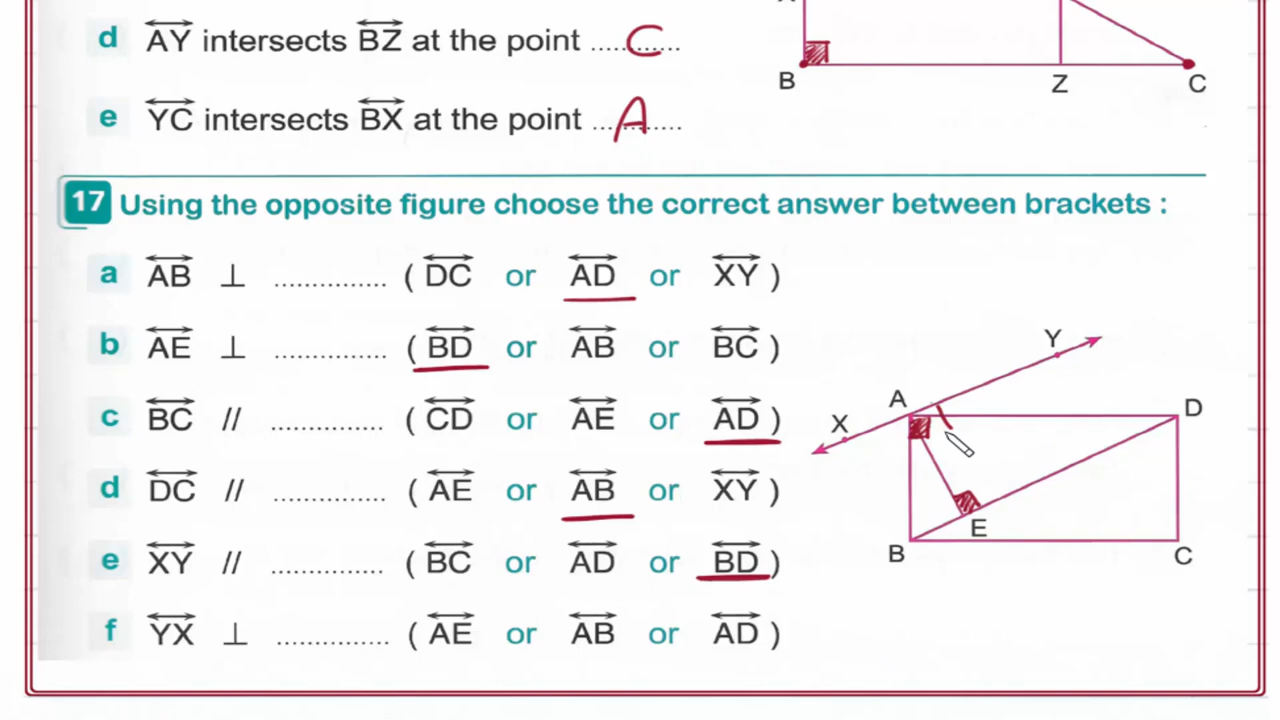 d AY intersects BZ at the point ....C....
e YC intersects BX at the point ....A....
B Z C
17 Using the opposite figure choose the correct answer between brackets :
a AB ⊥ ............... ( DC or AD or XY )
b AE ⊥ ............... ( BD or AB or BC )
c BC // ............... ( CD or AE or AD )
d DC // ............... ( AE or AB or XY )
e XY // ............... ( BC or AD or BD )
f YX ⊥ ............... ( AE or AB or AD )
Y
A D
X
E
B C